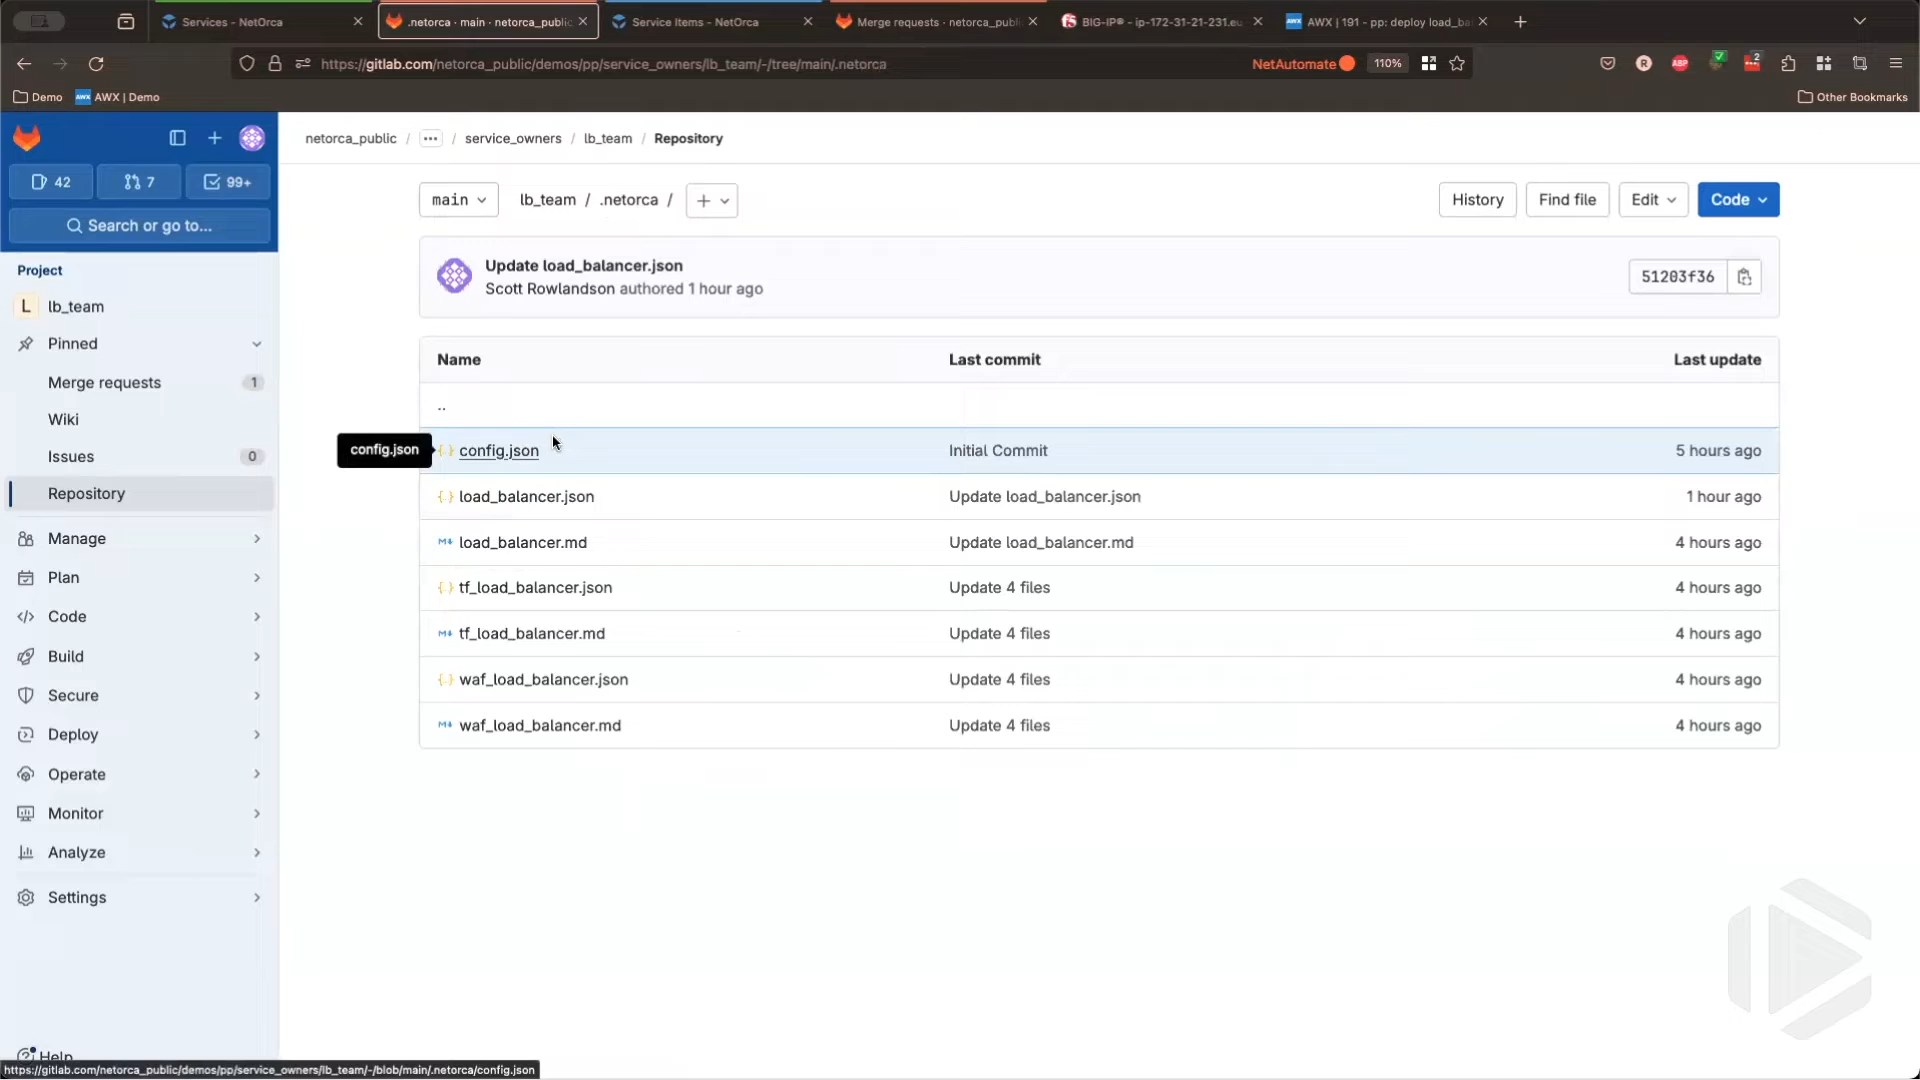 Services - NetOrca
.netorca · main · netorca_public
Service Items - NetOrca
Merge requests · netorca_publ
BIG-IP® - ip-172-31-21-231.eu
AWX | 191 - pp: deploy load_ba
https://gitlab.com/netorca_public/demos/pp/service_owners/lb_team/-/tree/main/.netorca
NetAutomate
110%
R
ABP
2
Demo
AWX | Demo
Other Bookmarks
netorca_public / ... / service_owners / lb_team / Repository
42
7
99+
Search or go to...
main
lb_team / .netorca /
History
Find file
Edit
Code
Project
L lb_team
Pinned
Merge requests 1
Wiki
Issues 0
Repository
Manage
Plan
Code
Build
Secure
Deploy
Operate
Monitor
Analyze
Settings
Help
Update load_balancer.json
Scott Rowlandson authored 1 hour ago
51203f36
Name Last commit Last update
..
config.json
config.json Initial Commit 5 hours ago
load_balancer.json Update load_balancer.json 1 hour ago
load_balancer.md Update load_balancer.md 4 hours ago
tf_load_balancer.json Update 4 files 4 hours ago
tf_load_balancer.md Update 4 files 4 hours ago
waf_load_balancer.json Update 4 files 4 hours ago
waf_load_balancer.md Update 4 files 4 hours ago
https://gitlab.com/netorca_public/demos/pp/service_owners/lb_team/-/blob/main/.netorca/config.json